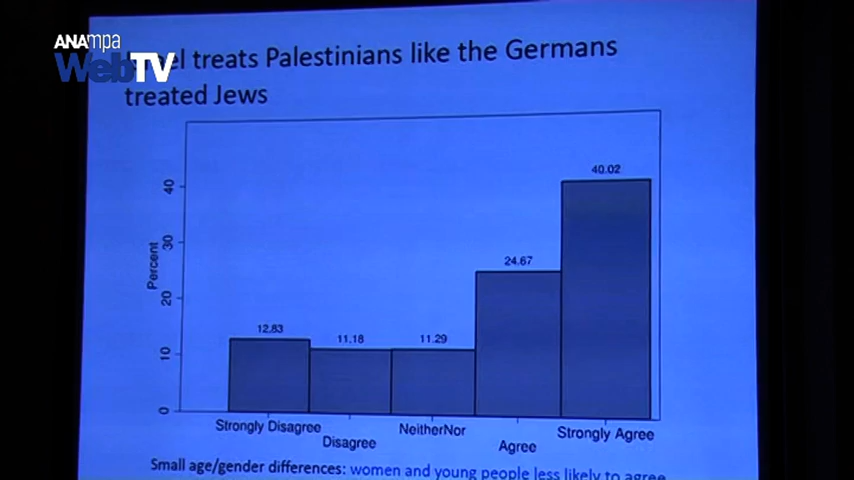 ANAmpa
WebTV
treats Palestinians like the Germans
treated Jews
Percent
40
30
20
10
0
12.83
11.18
11.29
24.67
40.02
Strongly Disagree
Disagree
NeitherNor
Agree
Strongly Agree
Small age/gender differences: women and young people less likely to agree